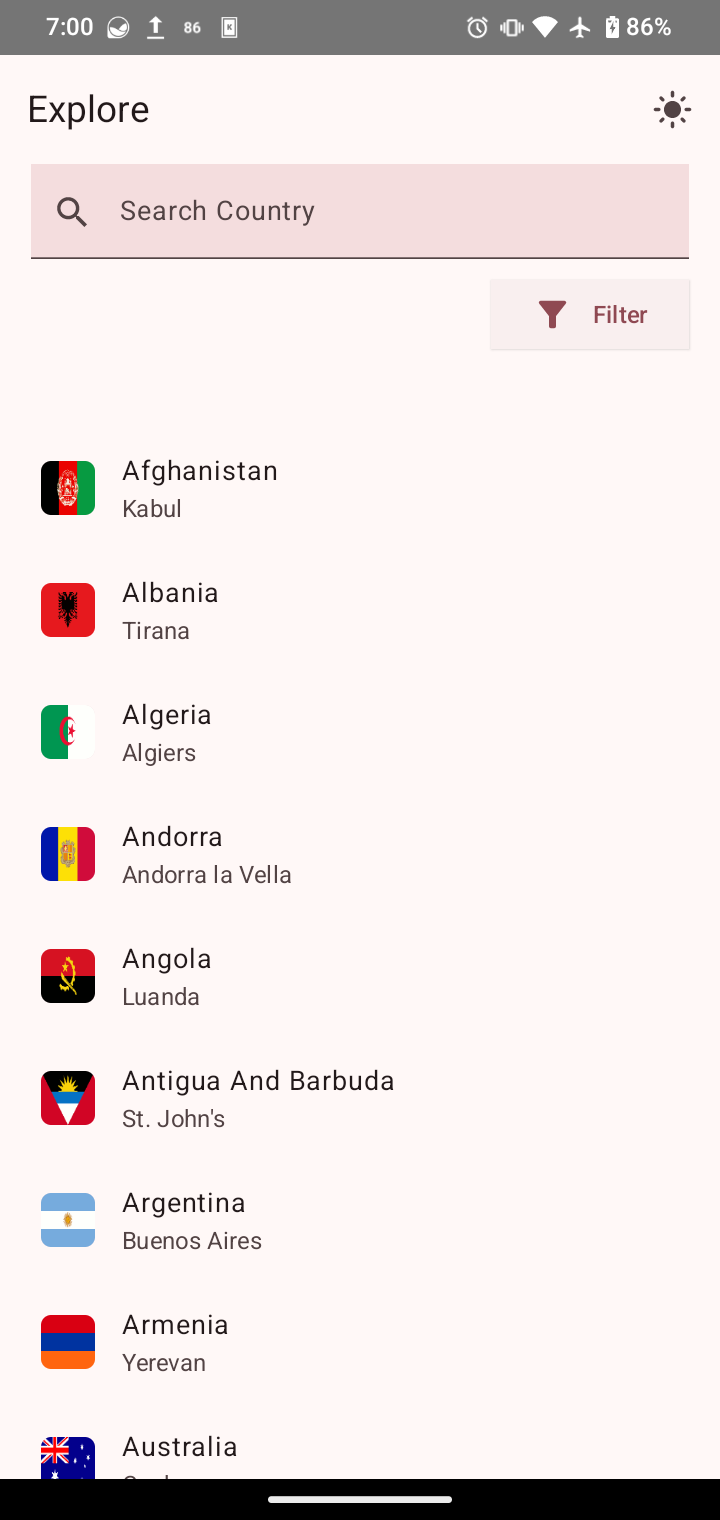 7:00 86 K 86%
Explore
Search Country
Filter
Afghanistan
Kabul
Albania
Tirana
Algeria
Algiers
Andorra
Andorra la Vella
Angola
Luanda
Antigua And Barbuda
St. John's
Argentina
Buenos Aires
Armenia
Yerevan
Australia